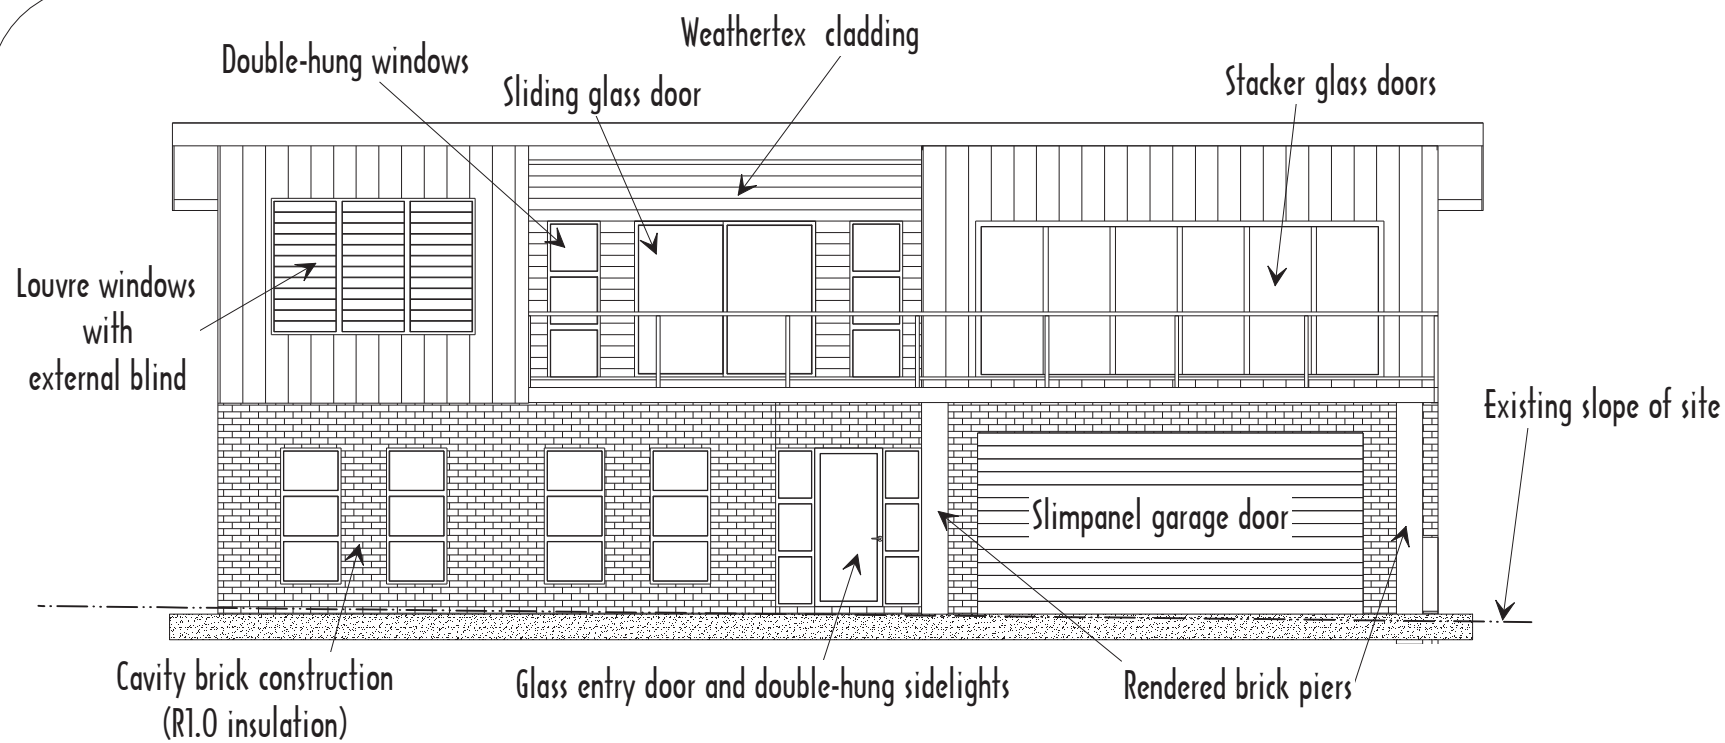 Weathertex cladding
Double-hung windows
Sliding glass door
Stacker glass doors
Louvre windows
with
external blind
Existing slope of site
Slimpanel garage door
Cavity brick construction
(R1.0 insulation)
Glass entry door and double-hung sidelights
Rendered brick piers